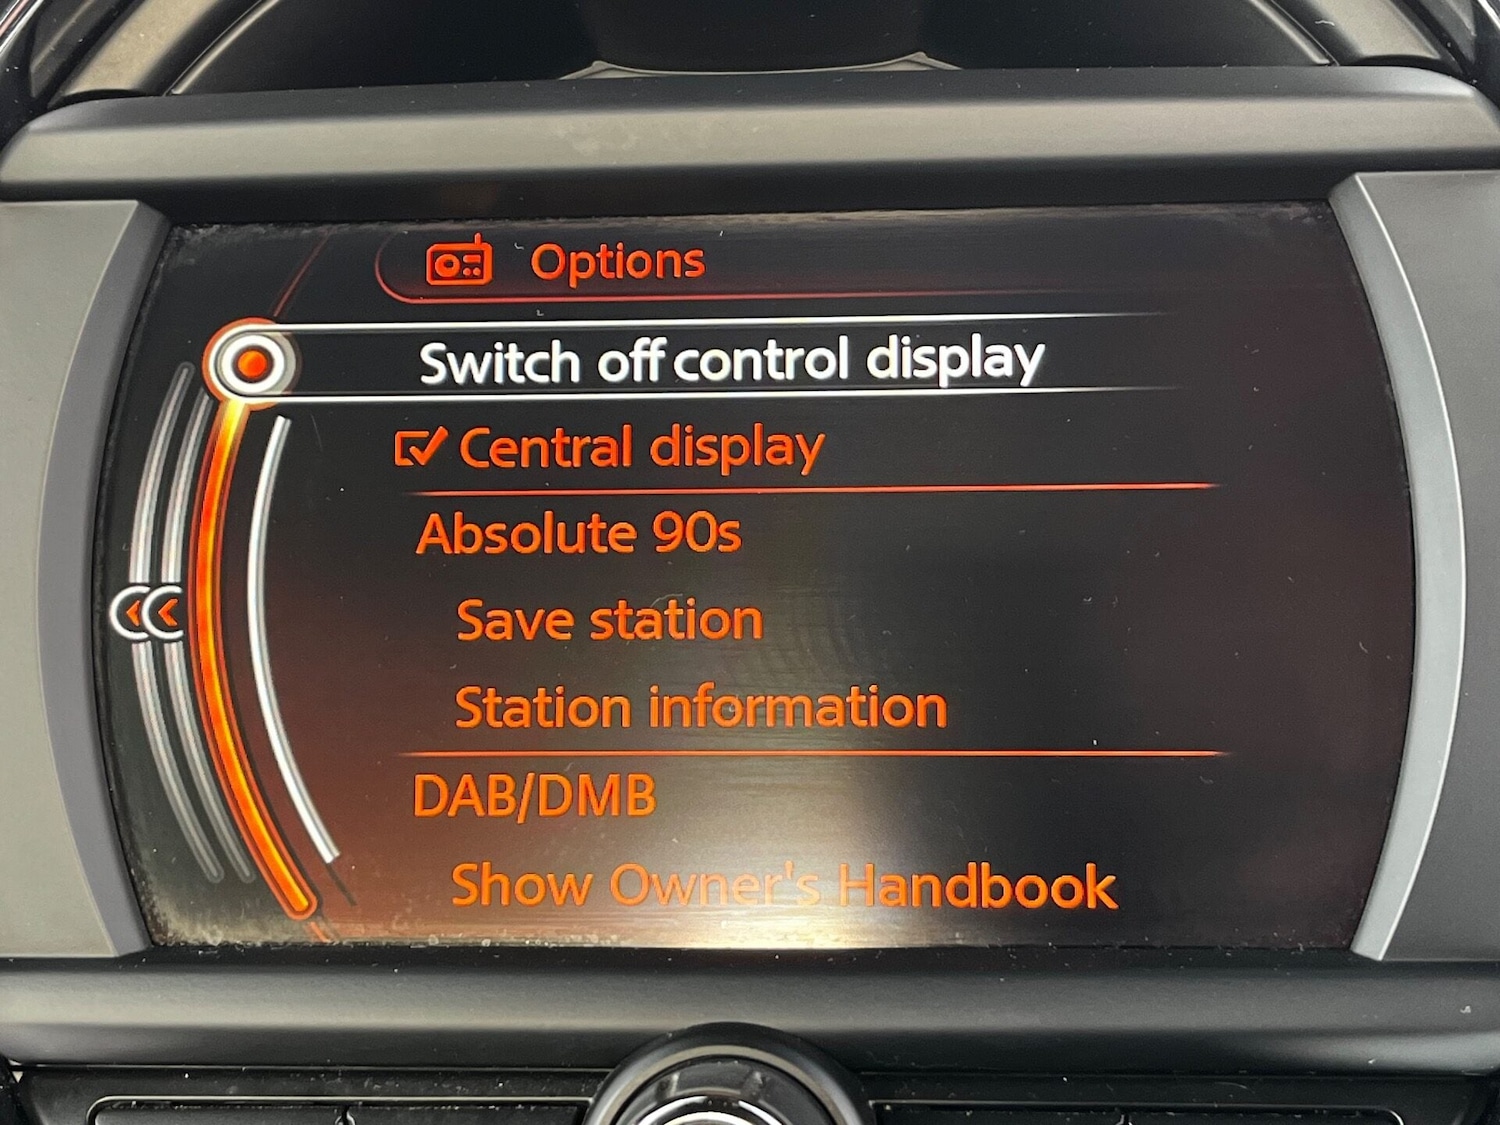 Options
Switch off control display
Central display
Absolute 90s
Save station
Station information
DAB/DMB
Show Owner's Handbook